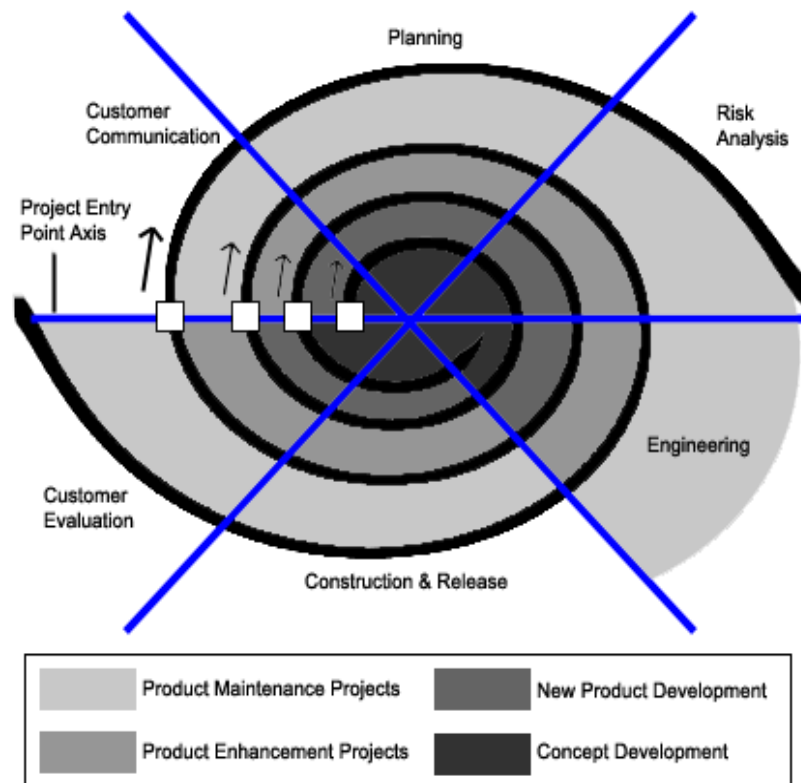 Planning
Customer
Communication
Risk
Analysis
Project Entry
Point Axis
Engineering
Customer
Evaluation
Construction & Release
Product Maintenance Projects
New Product Development
Product Enhancement Projects
Concept Development